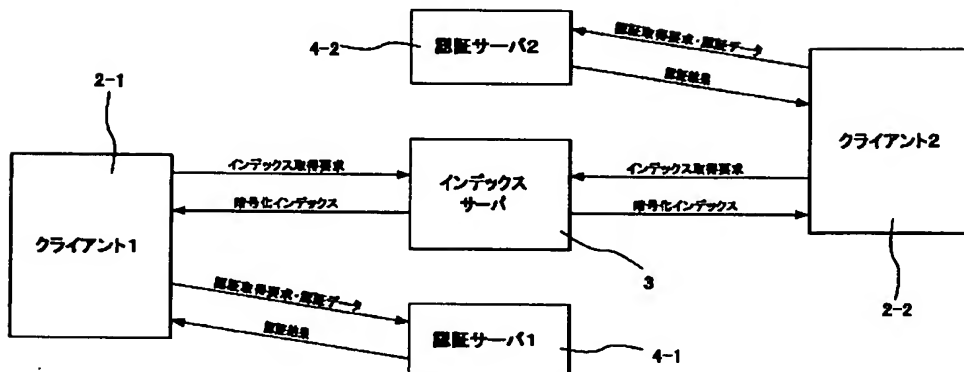 認証サーバ2
4-2
認証取得要求・認証データ
認証結果
2-1
クライアント2
インデックス取得要求
インデックス
サーバ
インデックス取得要求
暗号化インデックス
暗号化インデックス
クライアント1
3
2-2
認証取得要求・認証データ
認証結果
認証サーバ1
4-1